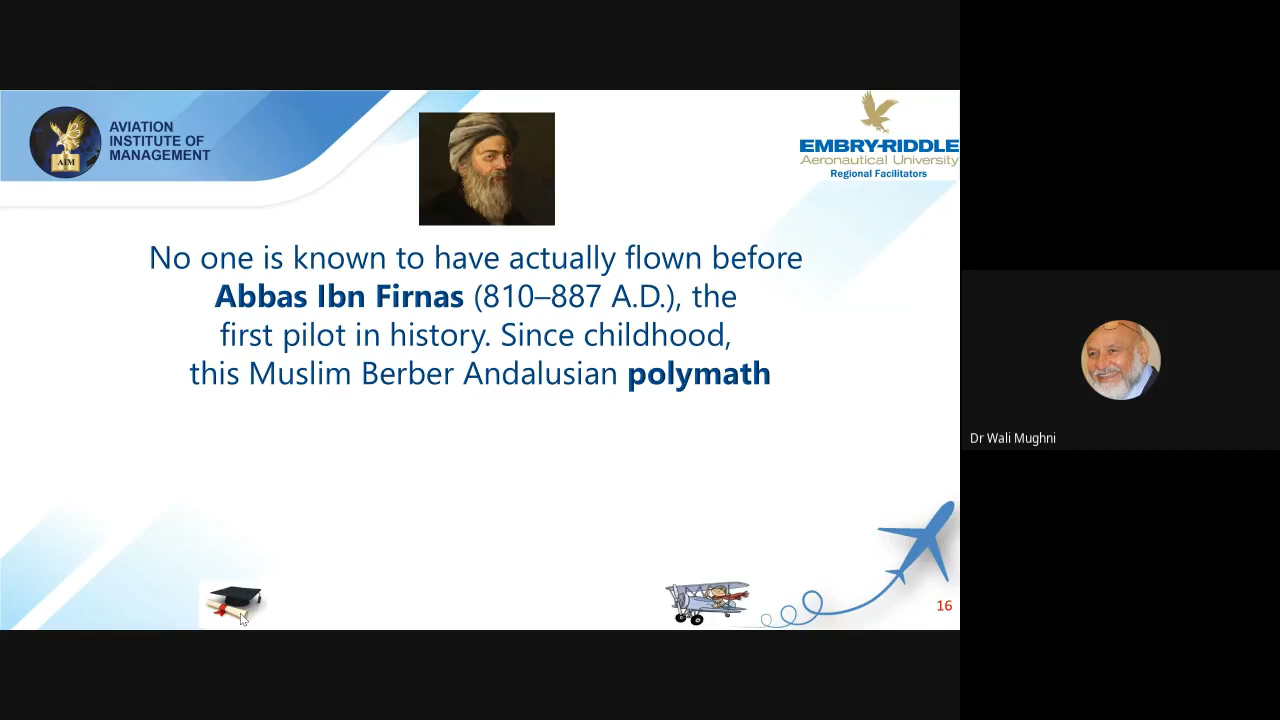 AVIATION
INSTITUTE OF
MANAGEMENT
AIM
EMBRY-RIDDLE
Aeronautical University
Regional Facilitators
No one is known to have actually flown before
Abbas Ibn Firnas (810–887 A.D.), the
first pilot in history. Since childhood,
this Muslim Berber Andalusian polymath
Dr Wali Mughni
16